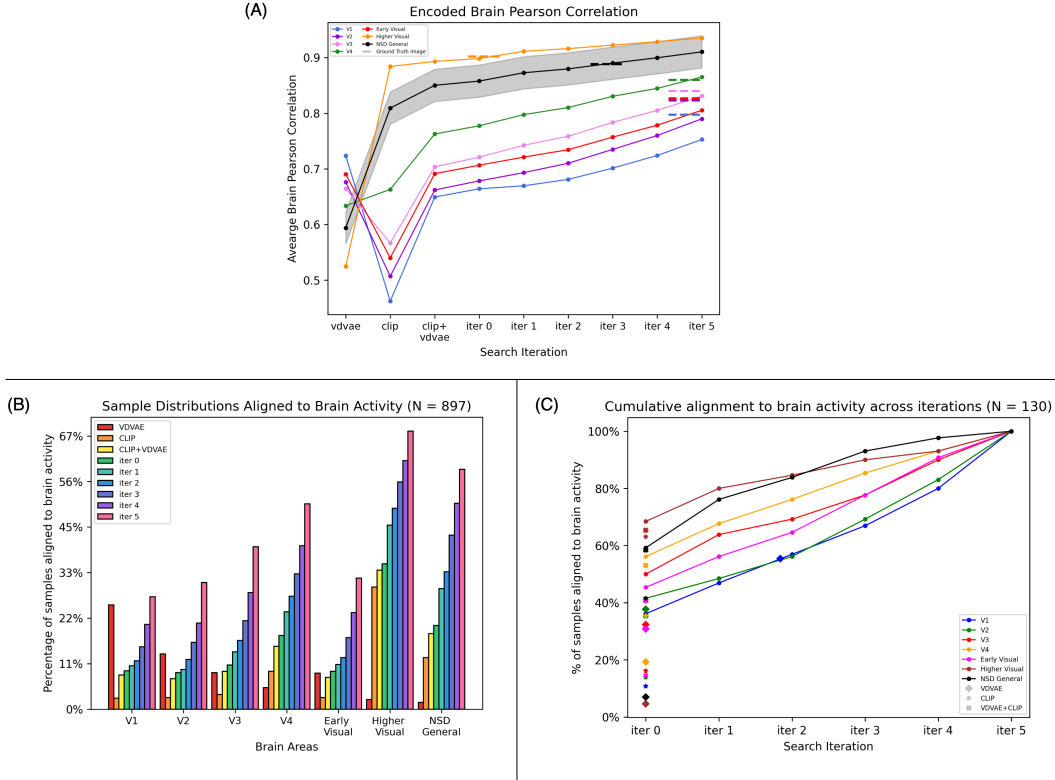 (A)
Encoded Brain Pearson Correlation
V1
V2
V3
V4
Early Visual
Higher Visual
NSD General
Ground Truth Image
0.9
0.8
0.7
0.6
0.5
Avearge Brain Pearson Correlation
vdvae
clip
clip+
vdvae
iter 0
iter 1
iter 2
iter 3
iter 4
iter 5
Search Iteration
(B)
Sample Distributions Aligned to Brain Activity (N = 897)
VDVAE
CLIP
CLIP+VDVAE
iter 0
iter 1
iter 2
iter 3
iter 4
iter 5
67%
56%
45%
33%
22%
11%
0%
Percentage of samples aligned to brain activity
V1
V2
V3
V4
Early
Visual
Higher
Visual
NSD
General
Brain Areas
(C)
Cumulative alignment to brain activity across iterations (N = 130)
100%
80%
60%
40%
20%
0%
% of samples aligned to brain activity
V1
V2
V3
V4
Early Visual
Higher Visual
NSD General
VDVAE
CLIP
VDVAE+CLIP
iter 0
iter 1
iter 2
iter 3
iter 4
iter 5
Search Iteration